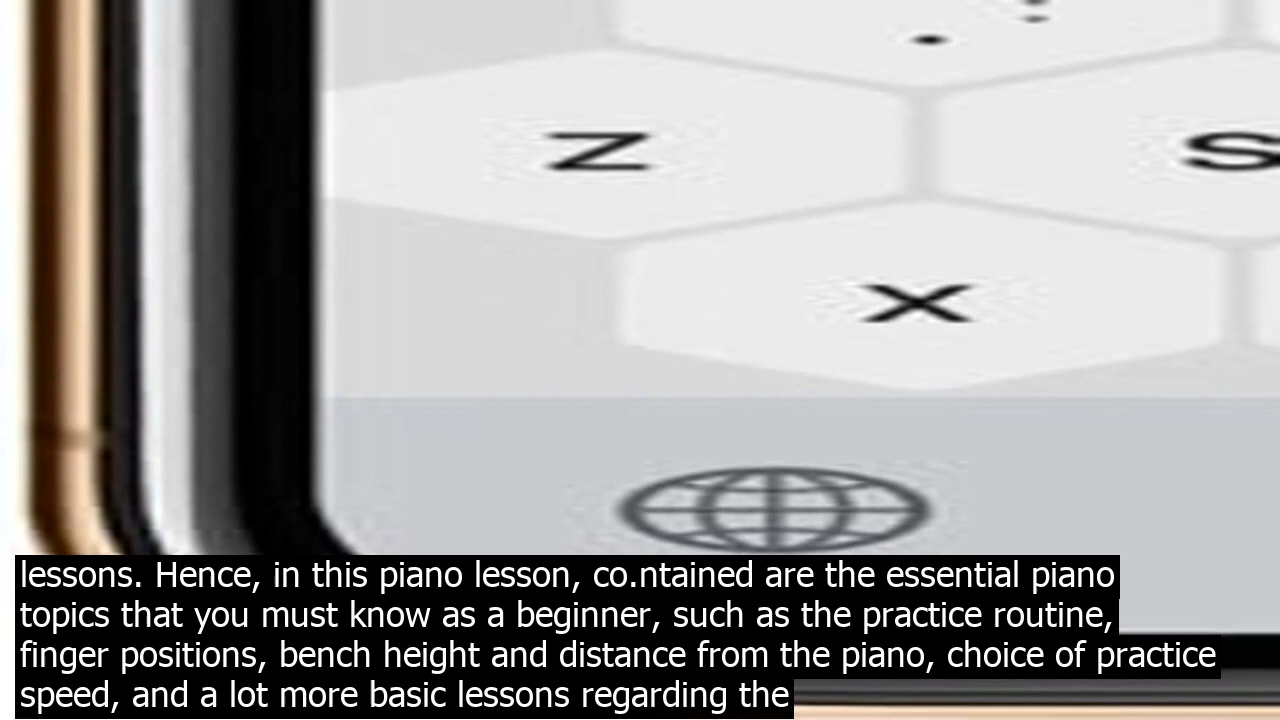 Z
S
X
lessons. Hence, in this piano lesson, co.ntained are the essential piano
topics that you must know as a beginner, such as the practice routine,
finger positions, bench height and distance from the piano, choice of practice
speed, and a lot more basic lessons regarding the